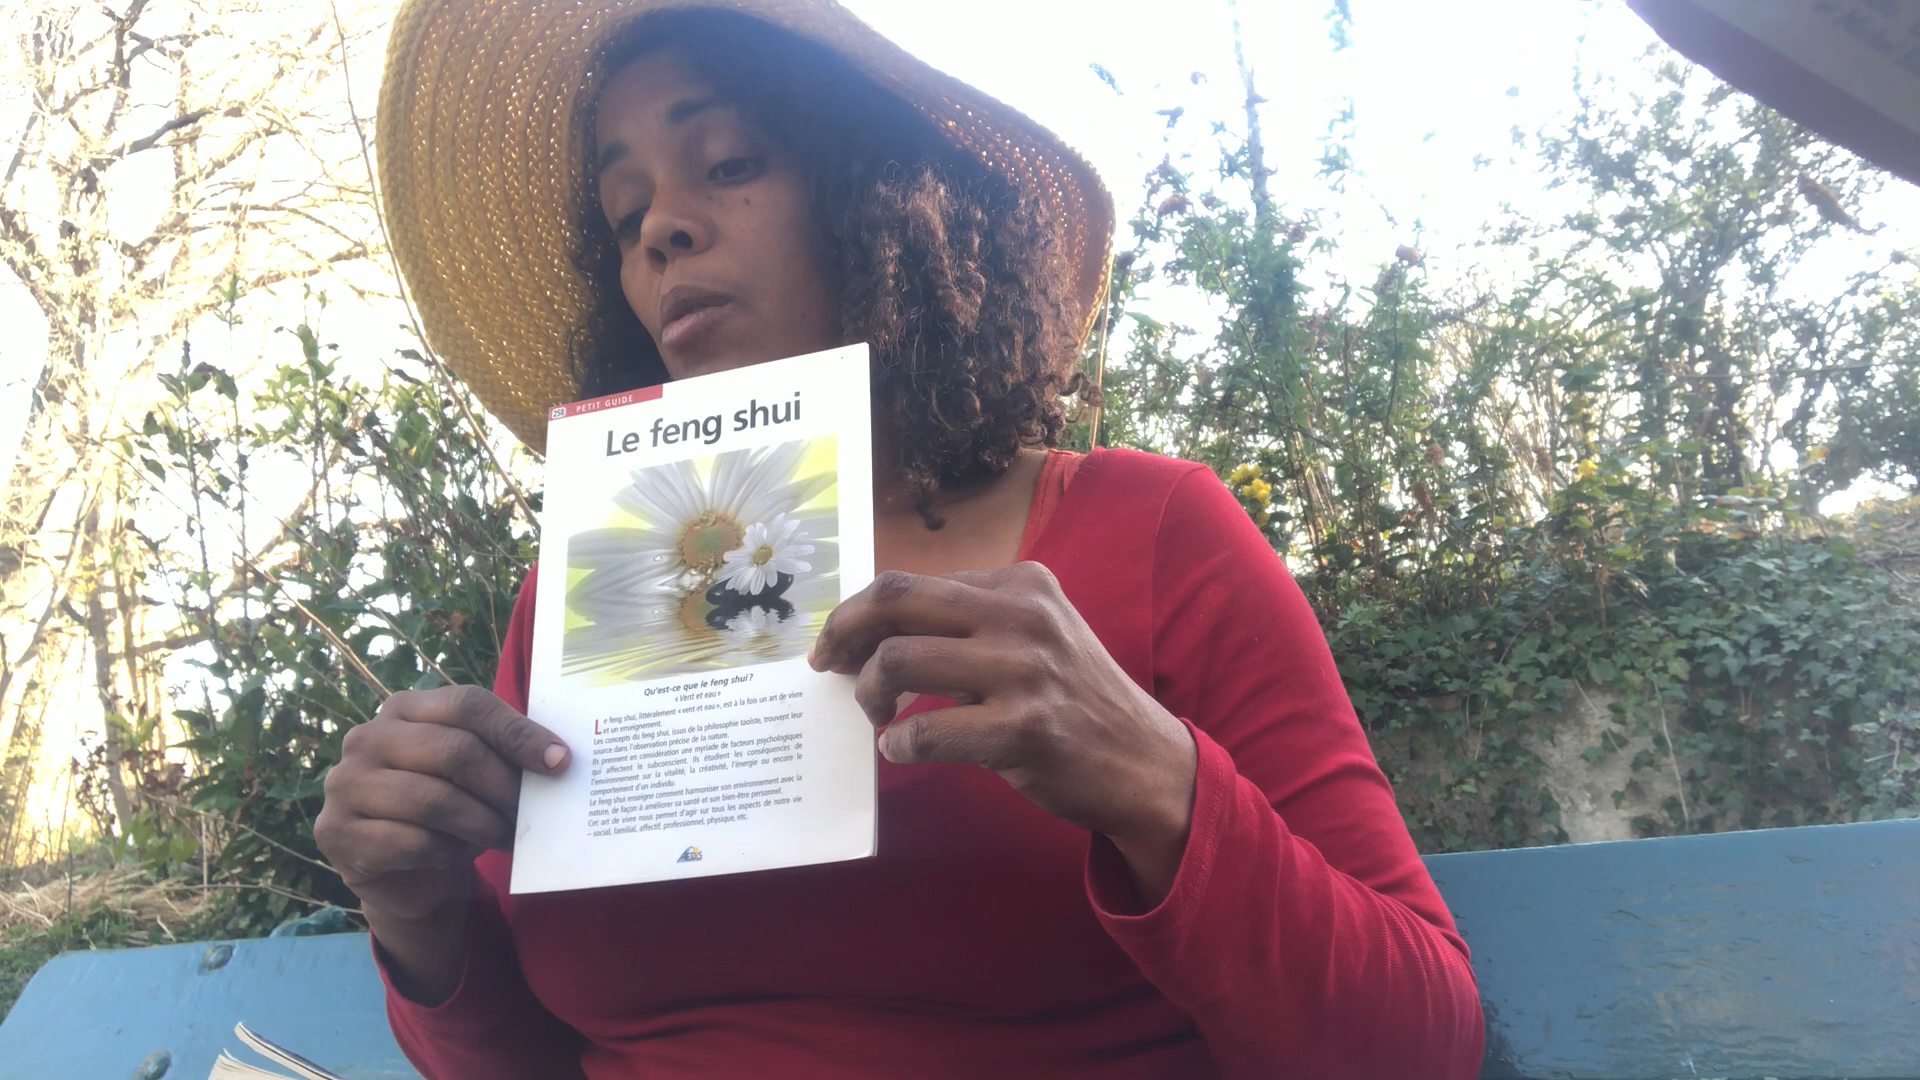 258 PETIT GUIDE
Le feng shui
Qu'est-ce que le feng shui ?
« Vent et eau »
Le feng shui, littéralement « vent et eau », est à la fois un art de vivre
et un enseignement.
Les concepts du feng shui, issus de la philosophie taoïste, trouvent leur
source dans l'observation précise de la nature.
Ils prennent en considération une myriade de facteurs psychologiques
qui affectent le subconscient. Ils étudient les conséquences de
l'environnement sur la vitalité, la créativité, l'énergie ou encore le
comportement d'un individu.
Le feng shui enseigne comment harmoniser son environnement avec la
nature, de façon à améliorer sa santé et son bien-être personnel.
Cet art de vivre nous permet d'agir sur tous les aspects de notre vie
– social, familial, affectif, professionnel, physique, etc.
AEDIS